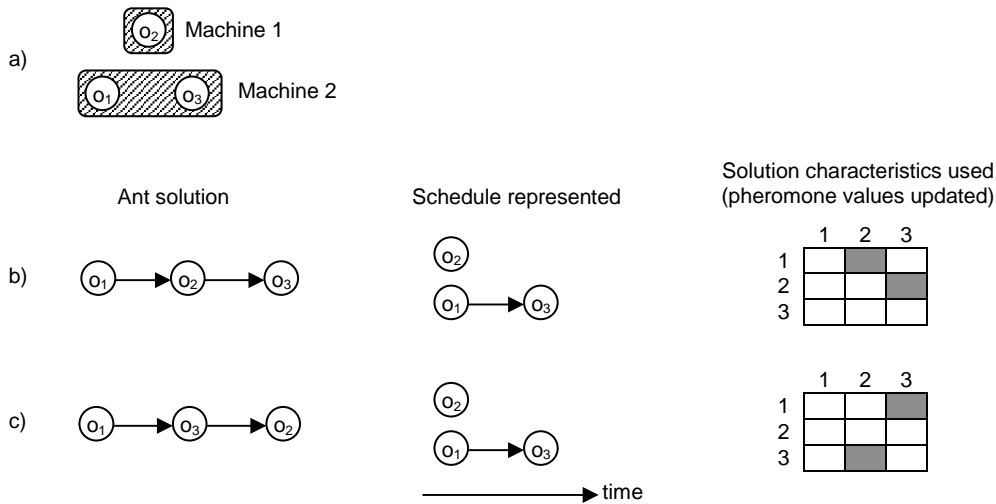 a)
o₂ Machine 1
o₁ o₃ Machine 2
Ant solution
Schedule represented
Solution characteristics used
(pheromone values updated)
b)
o₁ o₂ o₃
o₂
o₁ o₃
1 2 3
1
2
3
c)
o₁ o₃ o₂
o₂
o₁ o₃
1 2 3
1
2
3
time